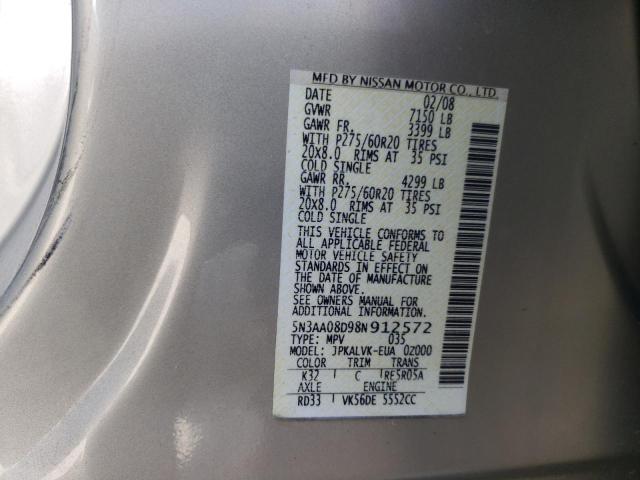 MFD BY NISSAN MOTOR CO., LTD.
DATE 02/08
GVWR 7150 LB
GAWR FR. 3399 LB
WITH P275/60R20 TIRES
20X8.0 RIMS AT 35 PSI
COLD SINGLE
GAWR RR. 4299 LB
WITH P275/60R20 TIRES
20X8.0 RIMS AT 35 PSI
COLD SINGLE
THIS VEHICLE CONFORMS TO
ALL APPLICABLE FEDERAL
MOTOR VEHICLE SAFETY
STANDARDS IN EFFECT ON
THE DATE OF MANUFACTURE
SHOWN ABOVE.
SEE OWNERS MANUAL FOR
ADDITIONAL INFORMATION.
5N3AA08D98N912572
TYPE: MPV 035
MODEL: JPKALVK-EUA 0Z000
COLOR TRIM TRANS
K32 C RE5R05A
AXLE ENGINE
RD33 VK56DE 5552CC